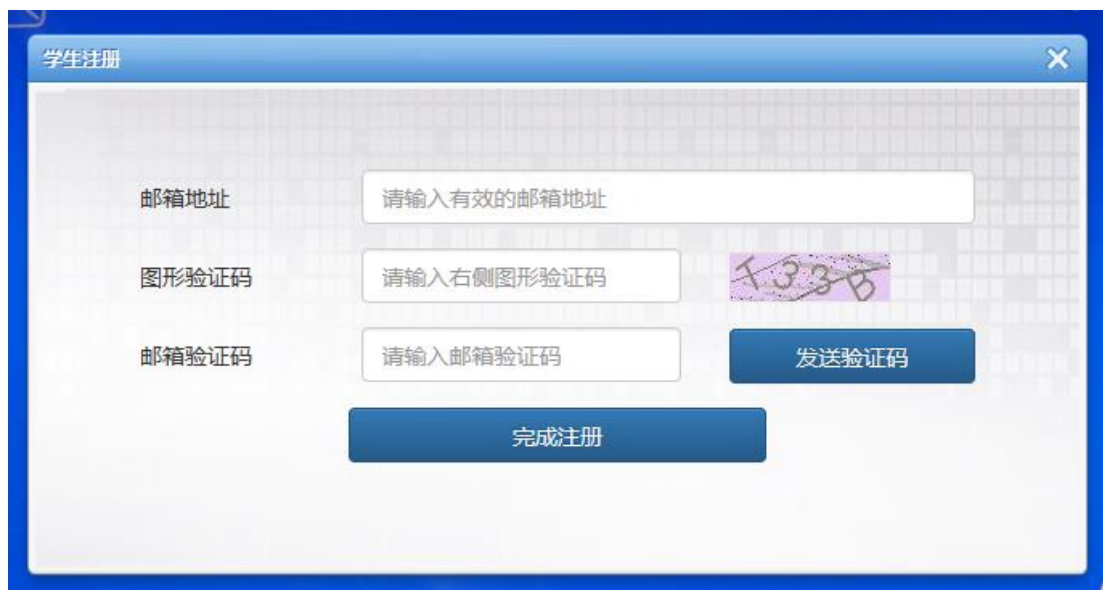 学生注册
邮箱地址 请输入有效的邮箱地址
图形验证码 请输入右侧图形验证码 T33B
邮箱验证码 请输入邮箱验证码 发送验证码
完成注册